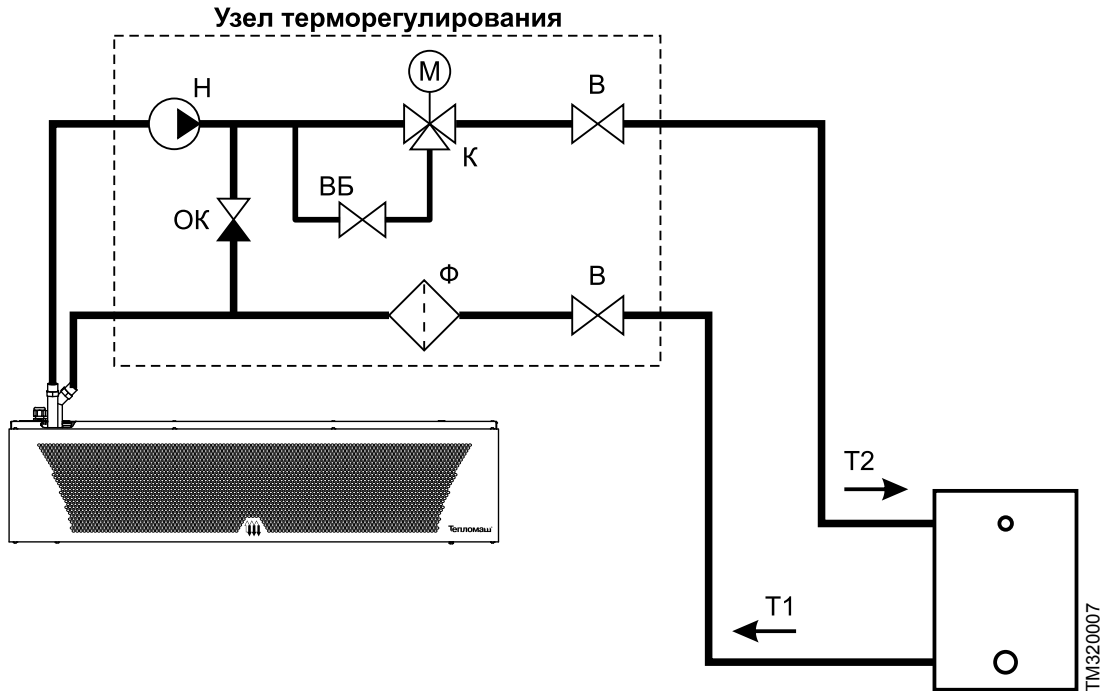 Узел терморегулирования
М
Н
В
К
ВБ
ОК
Ф
В
Т2
Тепломаш
Т1
ТМ320007